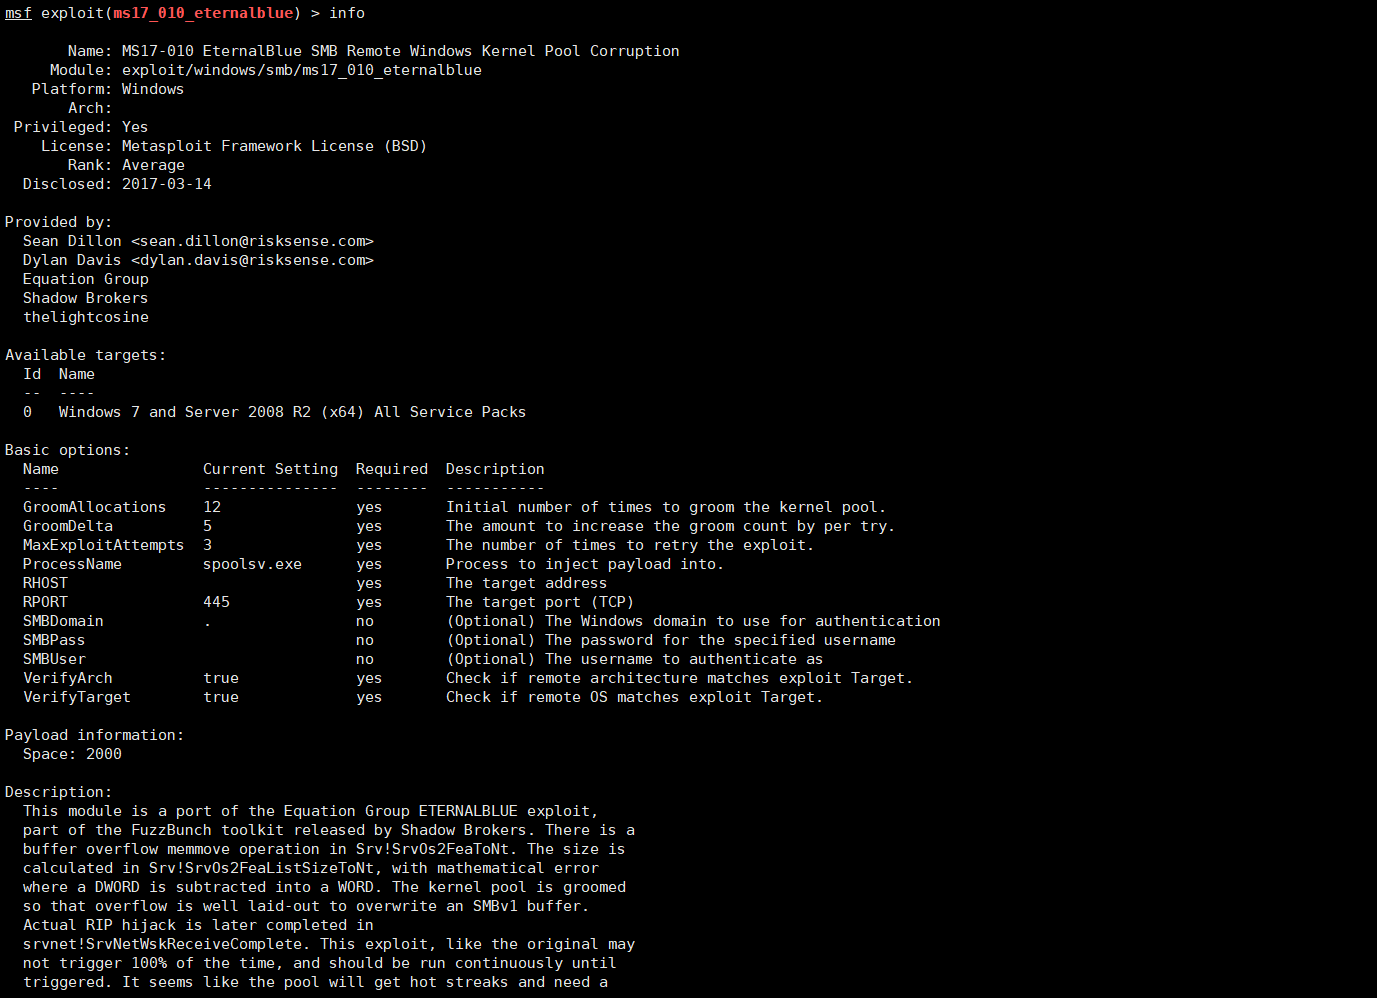 msf exploit(ms17_010_eternalblue) > info
Name: MS17-010 EternalBlue SMB Remote Windows Kernel Pool Corruption
Module: exploit/windows/smb/ms17_010_eternalblue
Platform: Windows
Arch:
Privileged: Yes
License: Metasploit Framework License (BSD)
Rank: Average
Disclosed: 2017-03-14
Provided by:
Sean Dillon <sean.dillon@risksense.com>
Dylan Davis <dylan.davis@risksense.com>
Equation Group
Shadow Brokers
thelightcosine
Available targets:
Id  Name
--  ----
0   Windows 7 and Server 2008 R2 (x64) All Service Packs
Basic options:
Name                Current Setting  Required  Description
----                ---------------  --------  -----------
GroomAllocations    12               yes       Initial number of times to groom the kernel pool.
GroomDelta          5                yes       The amount to increase the groom count by per try.
MaxExploitAttempts  3                yes       The number of times to retry the exploit.
ProcessName         spoolsv.exe      yes       Process to inject payload into.
RHOST                                yes       The target address
RPORT               445              yes       The target port (TCP)
SMBDomain           .                no        (Optional) The Windows domain to use for authentication
SMBPass                              no        (Optional) The password for the specified username
SMBUser                              no        (Optional) The username to authenticate as
VerifyArch          true             yes       Check if remote architecture matches exploit Target.
VerifyTarget        true             yes       Check if remote OS matches exploit Target.
Payload information:
Space: 2000
Description:
This module is a port of the Equation Group ETERNALBLUE exploit,
part of the FuzzBunch toolkit released by Shadow Brokers. There is a
buffer overflow memmove operation in Srv!SrvOs2FeaToNt. The size is
calculated in Srv!SrvOs2FeaListSizeToNt, with mathematical error
where a DWORD is subtracted into a WORD. The kernel pool is groomed
so that overflow is well laid-out to overwrite an SMBv1 buffer.
Actual RIP hijack is later completed in
srvnet!SrvNetWskReceiveComplete. This exploit, like the original may
not trigger 100% of the time, and should be run continuously until
triggered. It seems like the pool will get hot streaks and need a